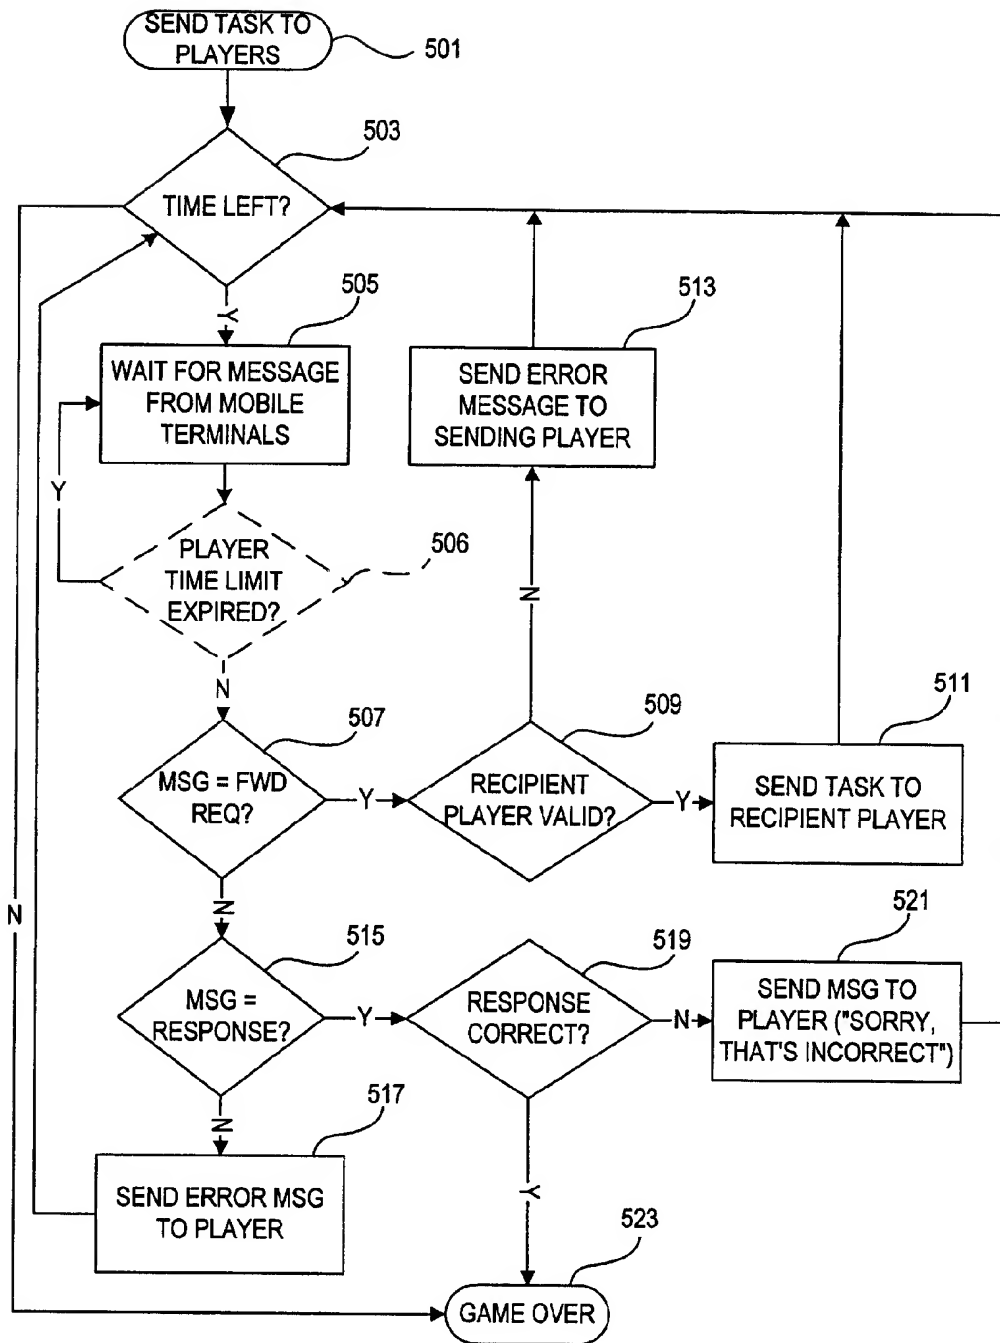 SEND TASK TO
PLAYERS
501
503
TIME LEFT?
Y
505
WAIT FOR MESSAGE
FROM MOBILE
TERMINALS
513
SEND ERROR
MESSAGE TO
SENDING PLAYER
Y
PLAYER
TIME LIMIT
EXPIRED?
506
N
N
507
MSG = FWD
REQ?
Y
509
RECIPIENT
PLAYER VALID?
Y
511
SEND TASK TO
RECIPIENT PLAYER
N
N
515
MSG =
RESPONSE?
Y
519
RESPONSE
CORRECT?
N
521
SEND MSG TO
PLAYER ("SORRY,
THAT'S INCORRECT")
N
517
SEND ERROR MSG
TO PLAYER
Y
523
GAME OVER